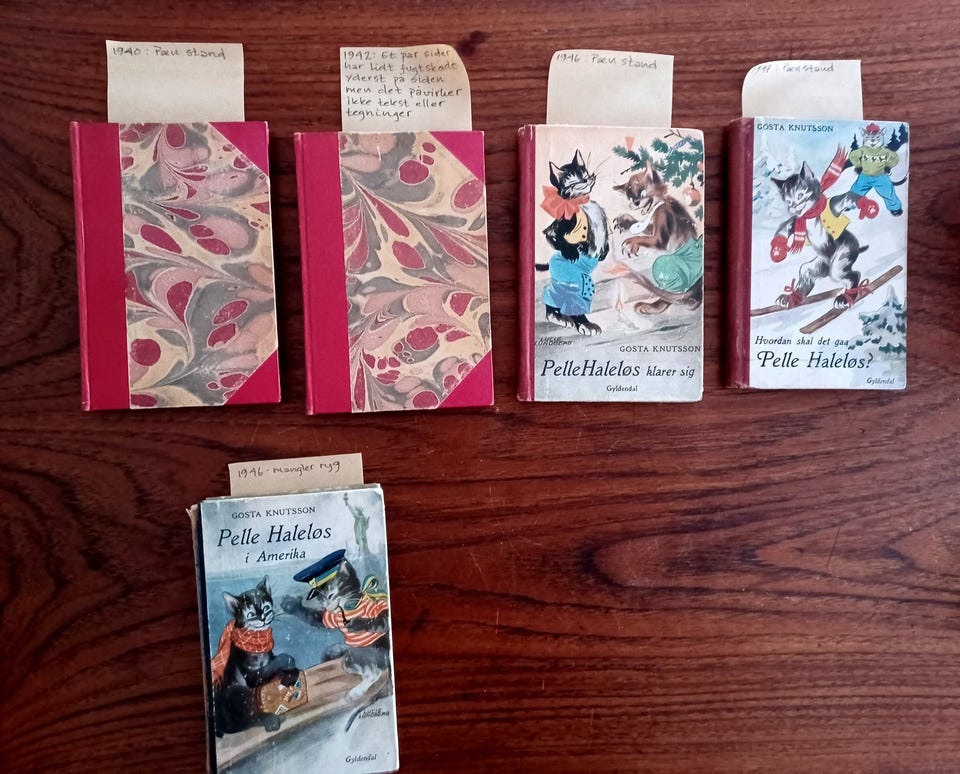 1940: Pæn stand
1942: Et par sider
har lidt fugtskade
yderst på siden
men det påvirker
ikke tekst eller
tegninger
1946: Pæn stand
GOSTA KNUTSSON
PelleHaleløs klarer sig
Gyldendal
1947: Pæn stand
GOSTA KNUTSSON
Hvordan skal det gaa
Pelle Haleløs?
Gyldendal
1946 - mangler ryg
GOSTA KNUTSSON
Pelle Haleløs
i Amerika
Gyldendal